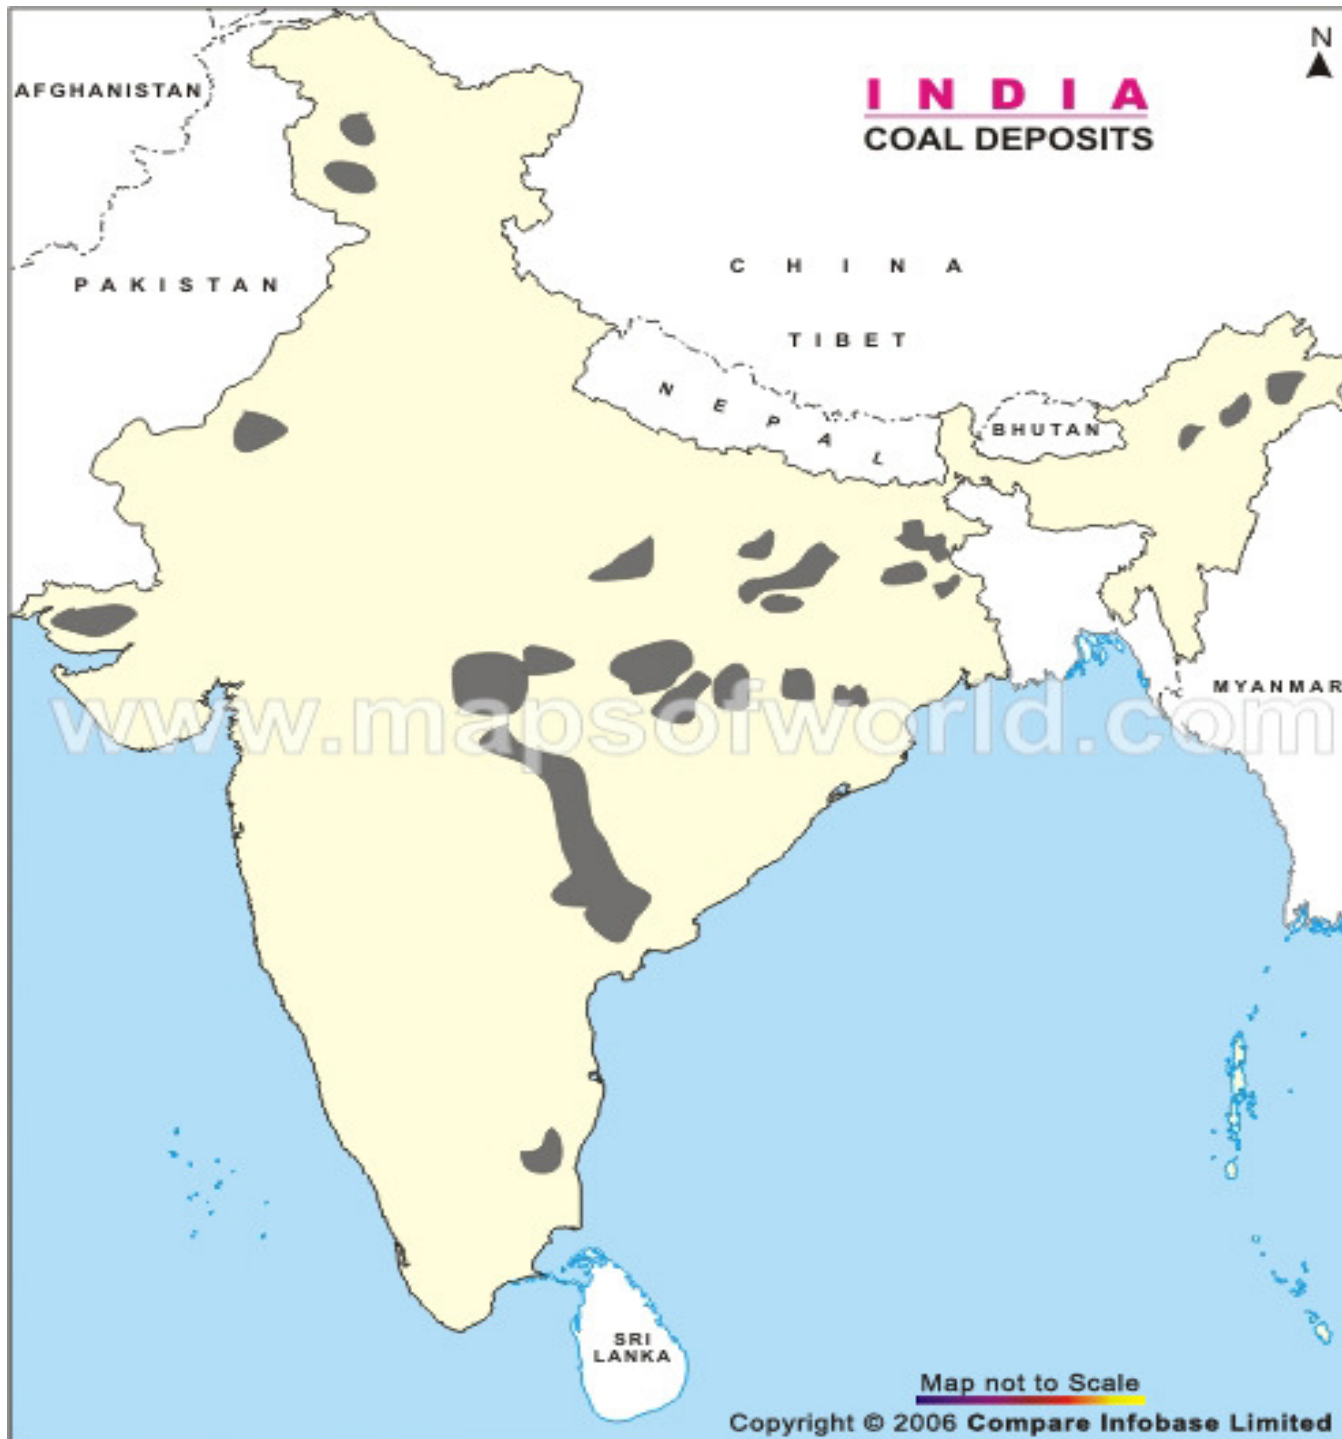 N
INDIA
COAL DEPOSITS
AFGHANISTAN
PAKISTAN
CHINA
TIBET
NEPAL
BHUTAN
MYANMAR
www.mapsofworld.com
SRI
LANKA
Map not to Scale
Copyright © 2006 Compare Infobase Limited